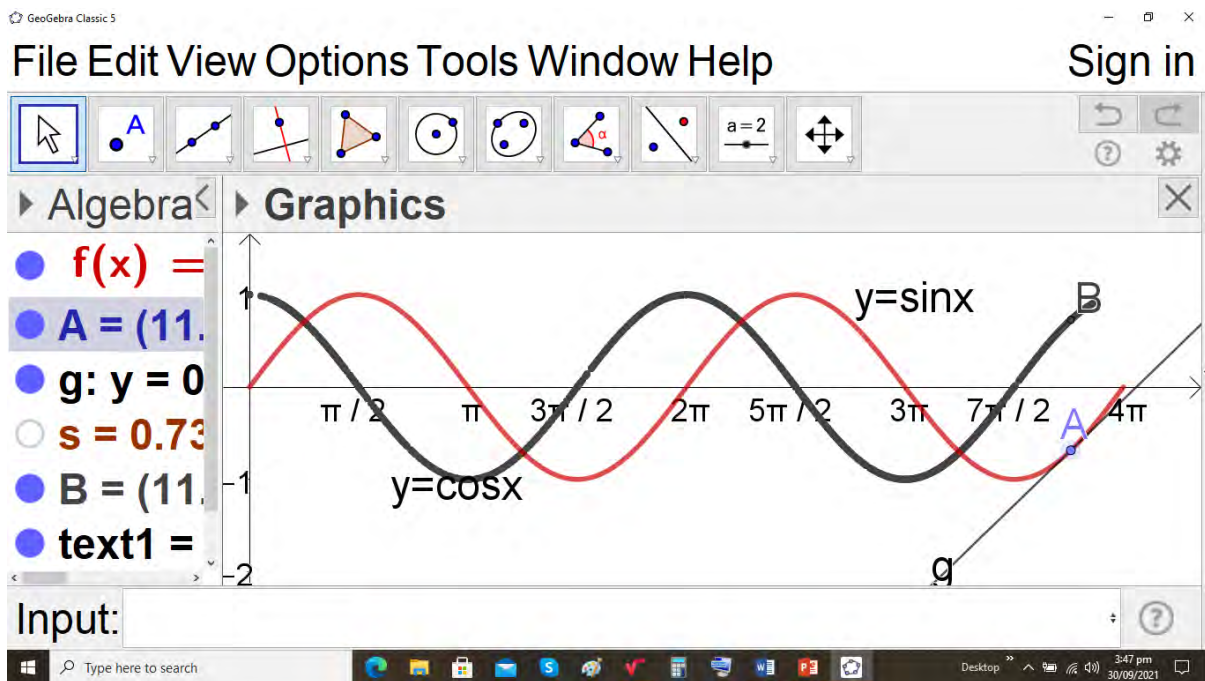 GeoGebra Classic 5
File Edit View Options Tools Window Help Sign in
A
α
a = 2
Algebra Graphics
f(x) =
A = (11.
g: y = 0
s = 0.73
B = (11.
text1 =
1
y=sinx
B
π / 2 π 3π / 2 2π 5π / 2 3π 7π / 2 4π
A
-1
y=cosx
g
-2
Input:
Type here to search
Desktop
3:47 pm
30/09/2021